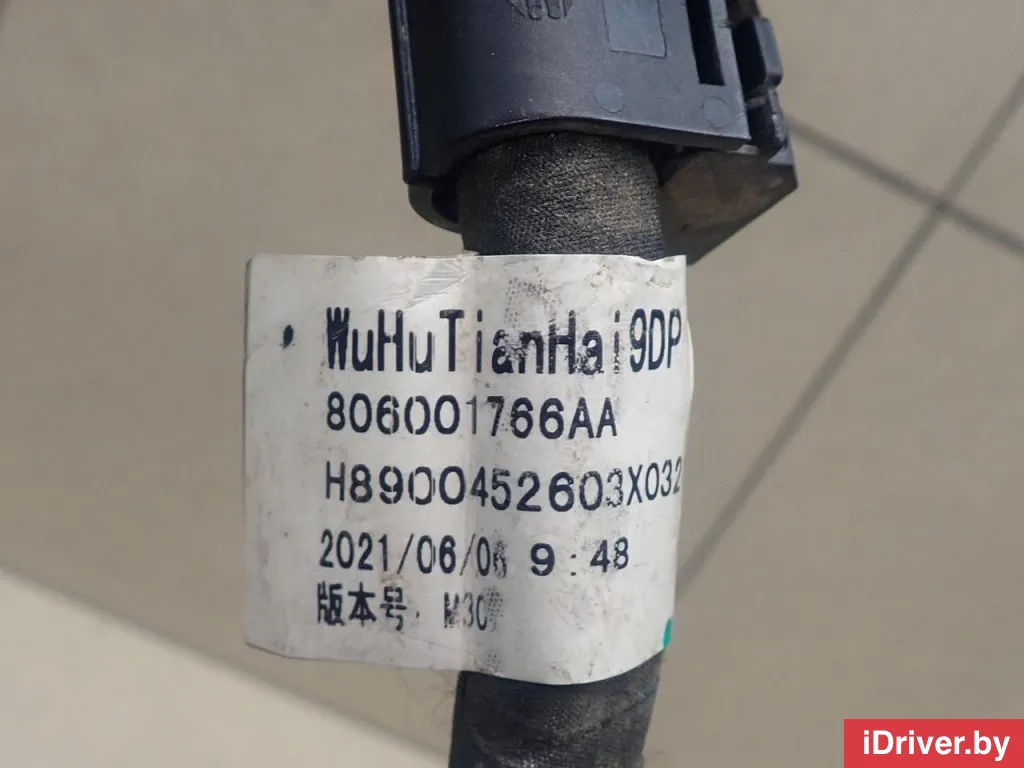 WuHuTianHai9DP
806001766AA
H8900452603X032
2021/06/06 9:48
版本号:
iDriver.by